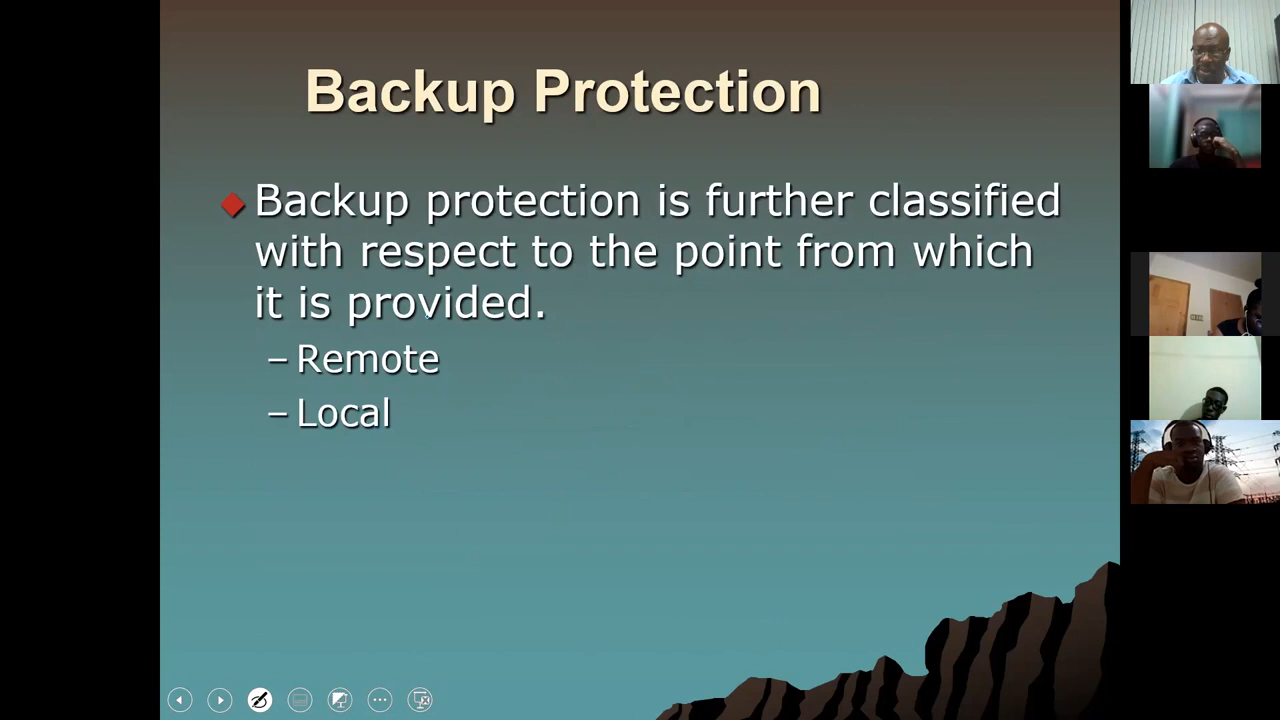 Backup Protection
Backup protection is further classified
with respect to the point from which
it is provided.
– Remote
– Local